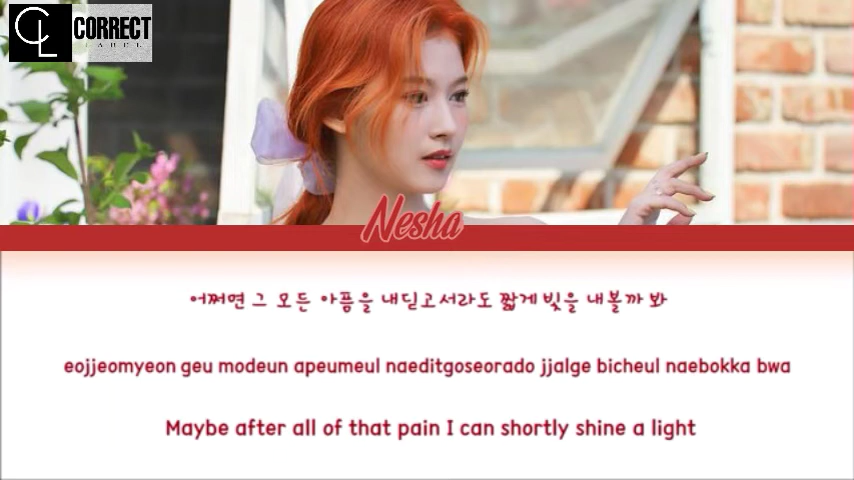 CL CORRECT
LABEL
Nesha
어쩌면 그 모든 아픔을 내딛고서라도 짧게 빛을 내볼까 봐
eojjeomyeon geu modeun apeumeul naeditgoseorado jjalge bicheul naebokka bwa
Maybe after all of that pain I can shortly shine a light